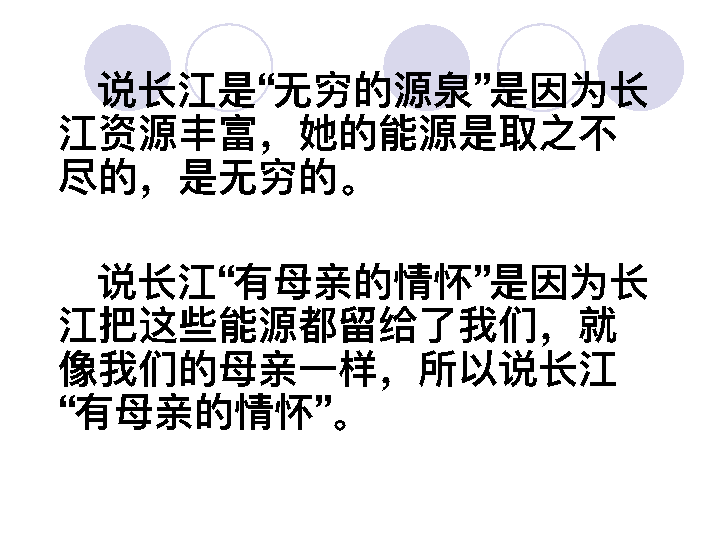 说长江是“无穷的源泉”是因为长
江资源丰富，她的能源是取之不
尽的，是无穷的。
说长江“有母亲的情怀”是因为长
江把这些能源都留给了我们，就
像我们的母亲一样，所以说长江
“有母亲的情怀”。